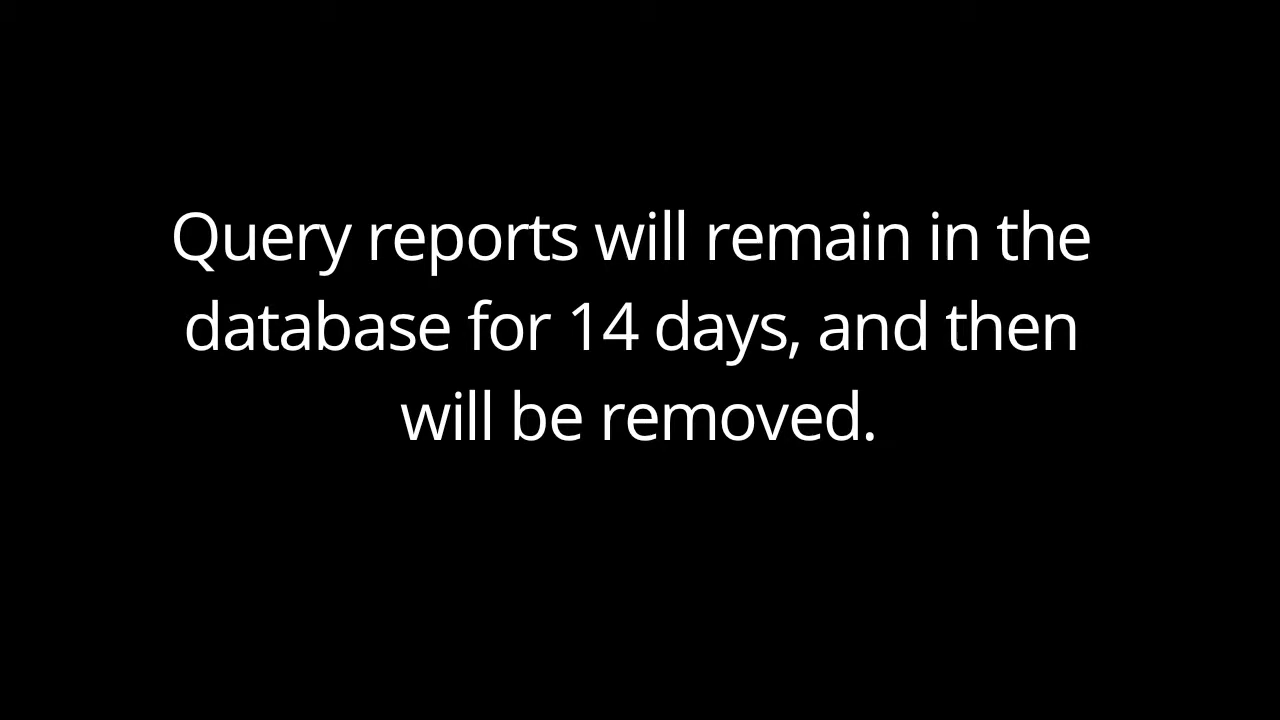 Query reports will remain in the
database for 14 days, and then
will be removed.